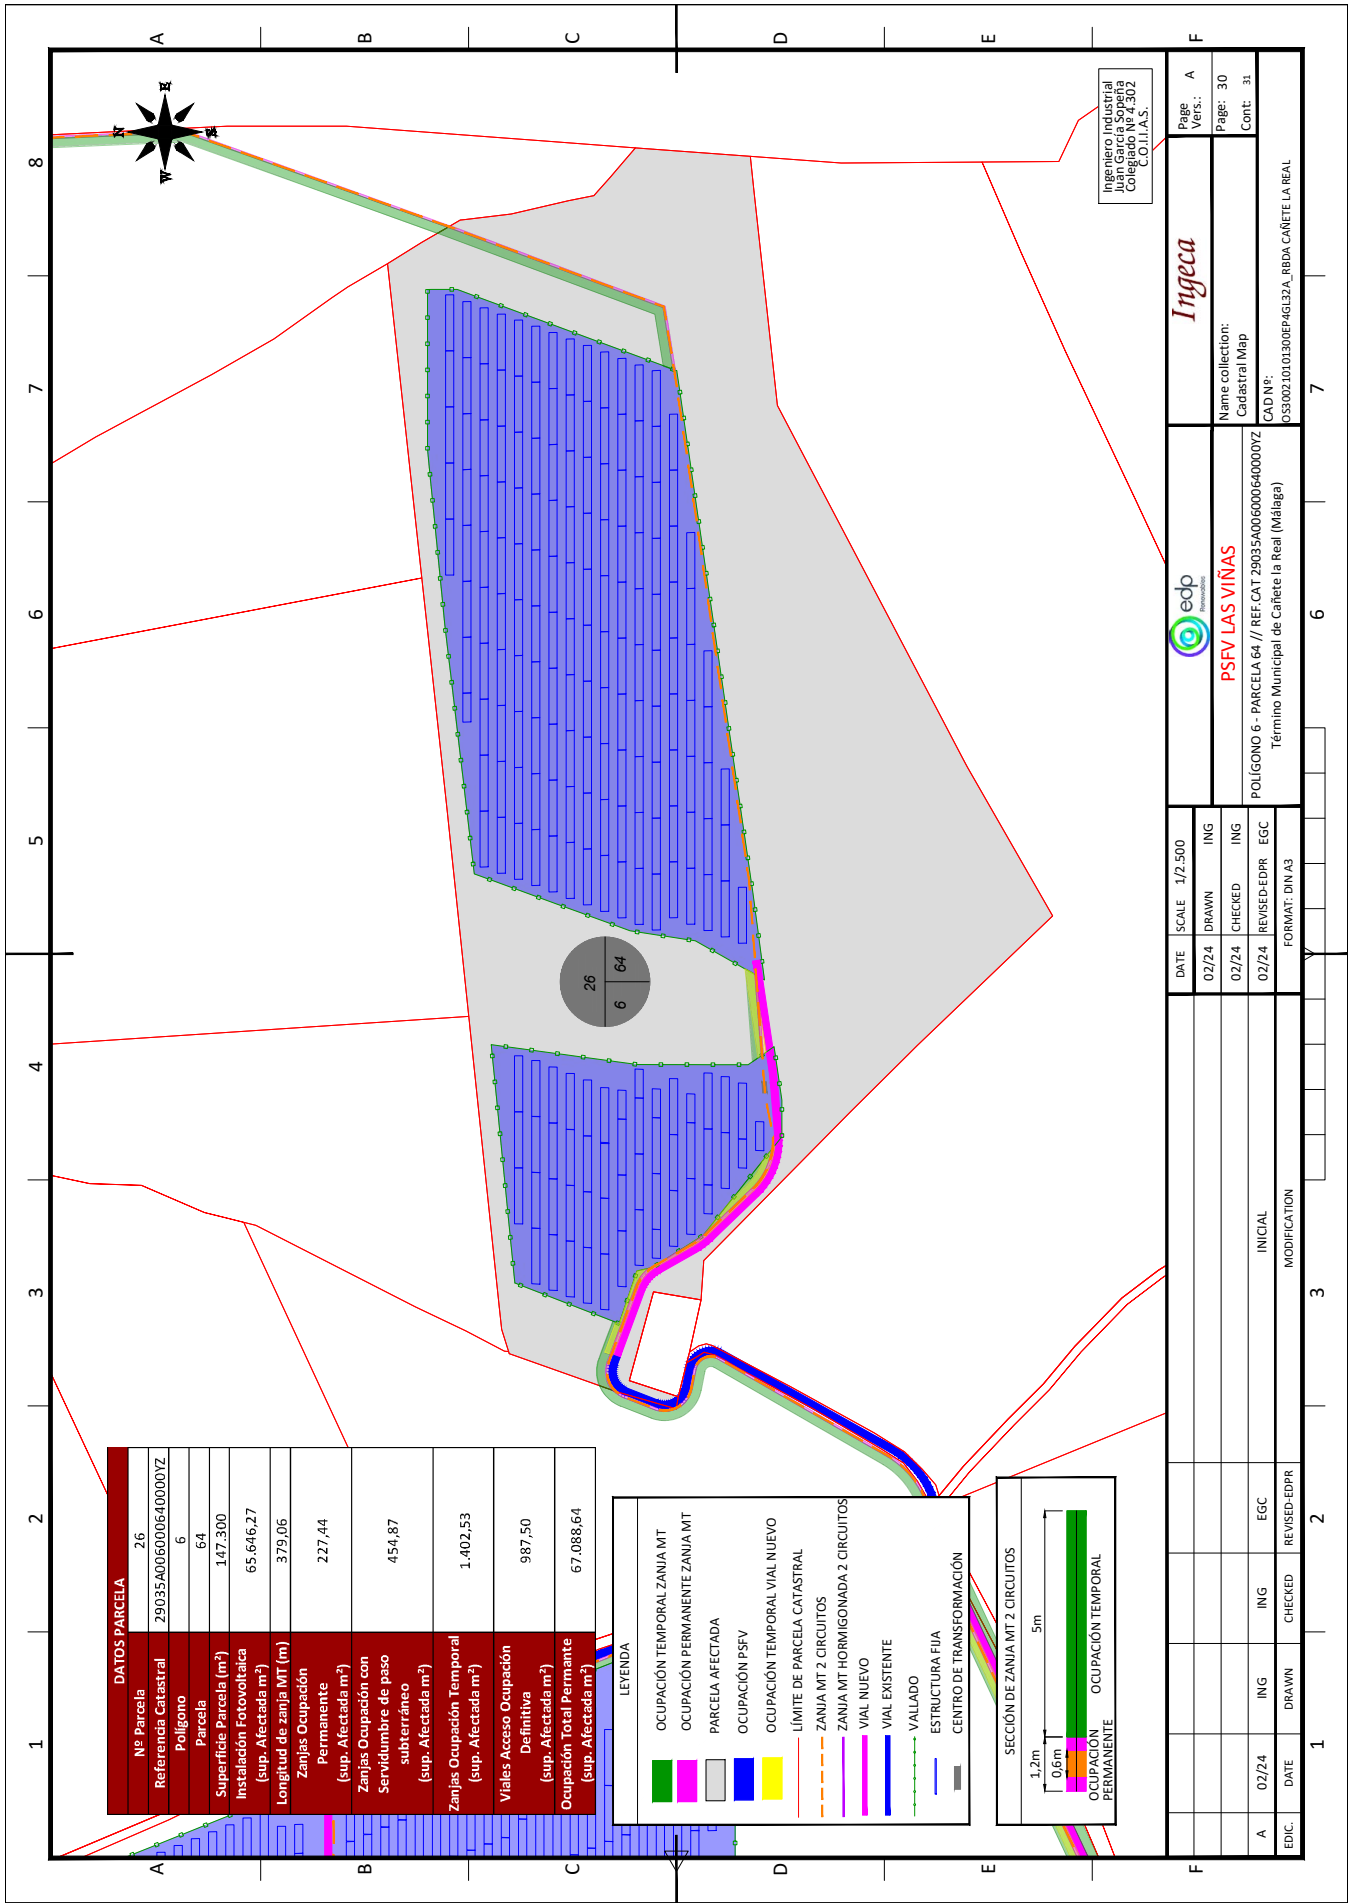 1
2
3
4
5
6
7
8
A
B
C
D
E
F
N
E
W
DATOS PARCELA
Nº Parcela 26
Referencia Catastral 29035A006000640000YZ
Polígono 6
Parcela 64
Superficie Parcela (m²) 147.300
Instalación Fotovoltaica
(sup. Afectada m²) 65.646,27
Longitud de zanja MT (m) 379,06
Zanjas Ocupación
Permanente
(sup. Afectada m²) 227,44
Zanjas Ocupación con
Servidumbre de paso
subterráneo
(sup. Afectada m²) 454,87
Zanjas Ocupación Temporal
(sup. Afectada m²) 1.402,53
Viales Acceso Ocupación
Definitiva
(sup. Afectada m²) 987,50
Ocupación Total Permante
(sup. Afectada m²) 67.088,64
26
6 64
LEYENDA
OCUPACIÓN TEMPORAL ZANJA MT
OCUPACIÓN PERMANENTE ZANJA MT
PARCELA AFECTADA
OCUPACIÓN PSFV
OCUPACIÓN TEMPORAL VIAL NUEVO
LÍMITE DE PARCELA CATASTRAL
ZANJA MT 2 CIRCUITOS
ZANJA MT HORMIGONADA 2 CIRCUITOS
VIAL NUEVO
VIAL EXISTENTE
VALLADO
ESTRUCTURA FIJA
CENTRO DE TRANSFORMACIÓN
SECCIÓN DE ZANJA MT 2 CIRCUITOS
1,2m
0,6m
5m
OCUPACIÓN
PERMANENTE
OCUPACIÓN TEMPORAL
Ingeniero Industrial
Juan García Sopeña
Colegiado Nº 4.302
C.O.I.I.A.S.
A 02/24 ING ING EGC INICIAL
EDIC. DATE DRAWN CHECKED REVISED-EDPR MODIFICATION
DATE SCALE 1/2.500
02/24 DRAWN ING
02/24 CHECKED ING
02/24 REVISED-EDPR EGC
FORMAT: DIN A3
edp
Renewables
PSFV LAS VIÑAS
POLÍGONO 6 - PARCELA 64 // REF.CAT 29035A006000640000YZ
Término Municipal de Cañete la Real (Málaga)
Ingeca
Name collection:
Cadastral Map
CAD Nº:
OS300210101300EP4GL32A_RBDA CAÑETE LA REAL
Page
Vers.: A
Page: 30
Cont: 31
1
2
3
4
5
6
7
A
B
C
D
E
F